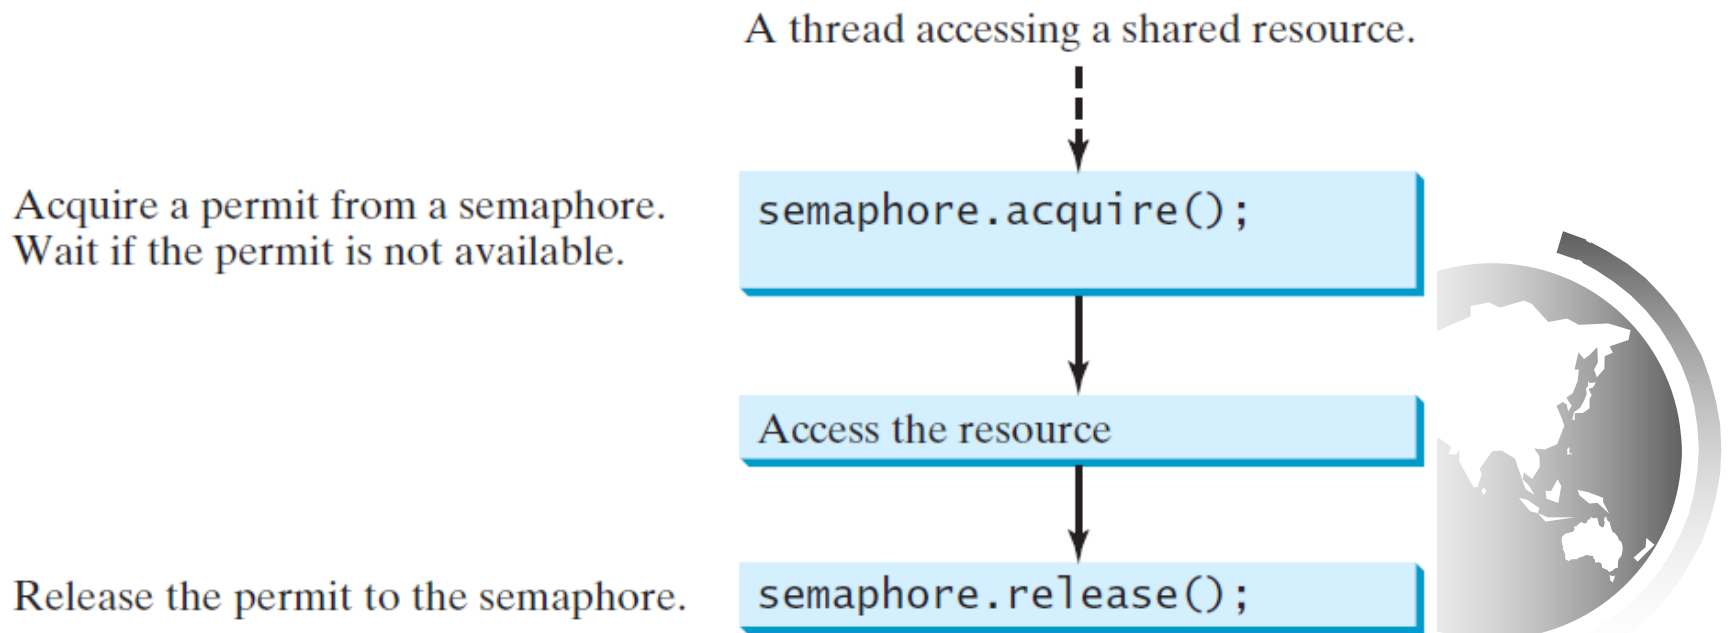 A thread accessing a shared resource.
Acquire a permit from a semaphore.
Wait if the permit is not available.
semaphore.acquire();
Access the resource
Release the permit to the semaphore.
semaphore.release();